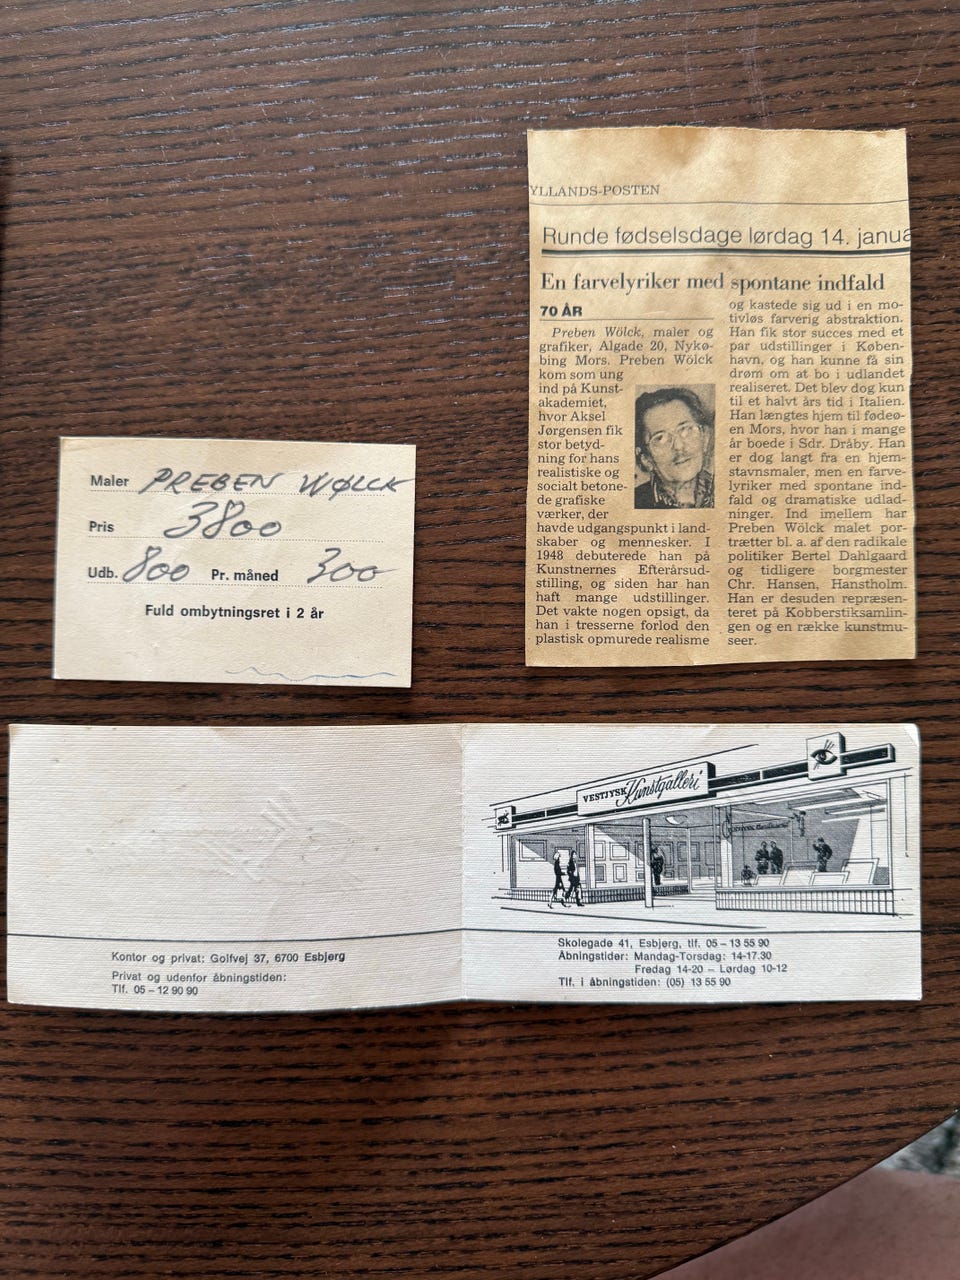 YLLANDS-POSTEN
Runde fødselsdage lørdag 14. janua
En farvelyriker med spontane indfald
70 ÅR
Preben Wölck, maler og
grafiker, Algade 20, Nykø-
bing Mors. Preben Wölck
kom som ung
ind på Kunst-
akademiet,
hvor Aksel
Jørgensen fik
stor betyd-
ning for hans
realistiske og
socialt betone-
de grafiske
værker, der
havde udgangspunkt i land-
skaber og mennesker. I
1948 debuterede han på
Kunstnernes Efterårsud-
stilling, og siden har han
haft mange udstillinger.
Det vakte nogen opsigt, da
han i tresserne forlod den
plastisk opmurede realisme
og kastede sig ud i en mo-
tivløs farverig abstraktion.
Han fik stor succes med et
par udstillinger i Køben-
havn, og han kunne få sin
drøm om at bo i udlandet
realiseret. Det blev dog kun
til et halvt års tid i Italien.
Han længtes hjem til fødeø-
en Mors, hvor han i mange
år boede i Sdr. Dråby. Han
er dog langt fra en hjem-
stavnsmaler, men en farve-
lyriker med spontane ind-
fald og dramatiske udlad-
ninger. Ind imellem har
Preben Wölck malet por-
trætter bl. a. af den radikale
politiker Bertel Dahlgaard
og tidligere borgmester
Chr. Hansen, Hanstholm.
Han er desuden repræsen-
teret på Kobberstiksamlin-
gen og en række kunstmu-
seer.
Maler PREBEN WØLCK
Pris 3800
Udb. 800 Pr. måned 300
Fuld ombytningsret i 2 år
VESTJYSK Kunstgalleri
Kontor og privat: Golfvej 37, 6700 Esbjerg
Privat og udenfor åbningstiden:
Tlf. 05 – 12 90 90
Skolegade 41, Esbjerg, tlf. 05 – 13 55 90
Åbningstider: Mandag-Torsdag: 14-17.30
Fredag 14-20 – Lørdag 10-12
Tlf. i åbningstiden: (05) 13 55 90